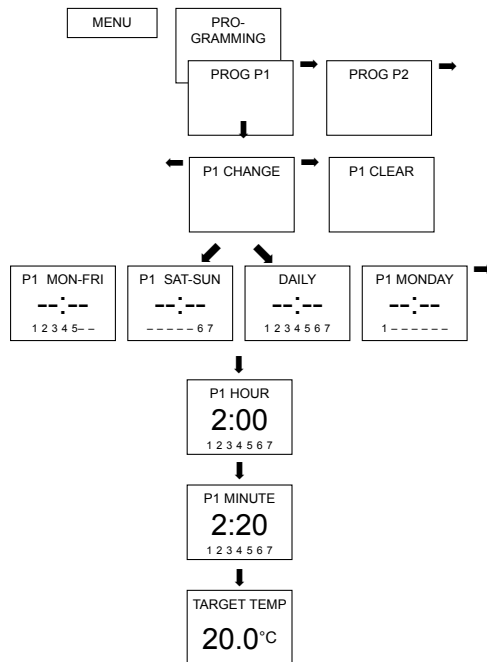 MENU
PRO-
GRAMMING
PROG P1
PROG P2
P1 CHANGE
P1 CLEAR
P1 MON-FRI
--:--
1 2 3 4 5 – –
P1 SAT-SUN
--:--
– – – – – 6 7
DAILY
--:--
1 2 3 4 5 6 7
P1 MONDAY
--:--
1 – – – – – –
P1 HOUR
2:00
1 2 3 4 5 6 7
P1 MINUTE
2:20
1 2 3 4 5 6 7
TARGET TEMP
20.0°C